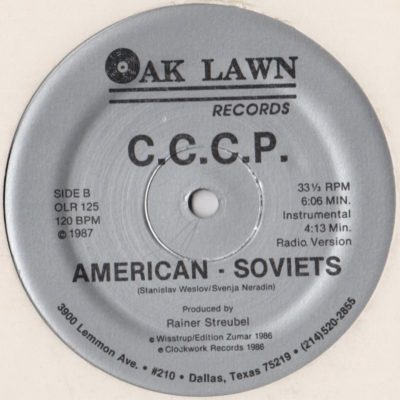 OAK LAWN
RECORDS
C.C.C.P.
SIDE B
OLR 125
120 BPM
© 1987
33⅓ RPM
6:06 MIN.
Instrumental
4:13 Min.
Radio Version
AMERICAN - SOVIETS
(Stanislav Weslov/Svenja Neradin)
Produced by
Rainer Streubel
℗ Wisstrup/Edition Zumar 1986
℗ Clockwork Records 1986
3900 Lemmon Ave. • #210 • Dallas, Texas 75219 • (214)520-2855